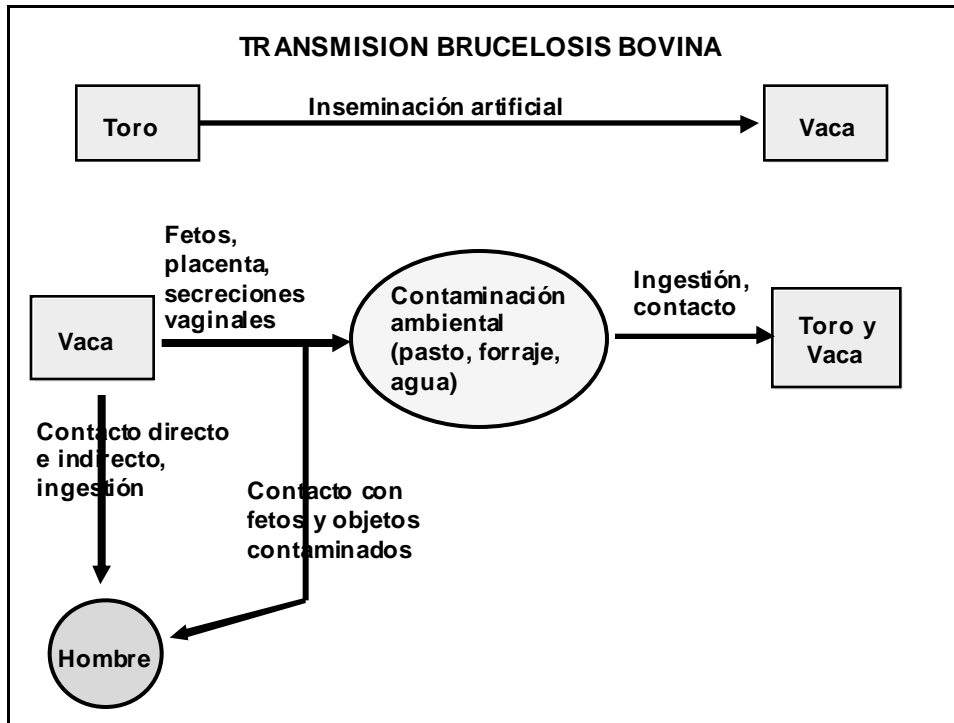 TRANSMISION BRUCELOSIS BOVINA
Inseminación artificial
Toro
Vaca
Fetos,
placenta,
secreciones
vaginales
Vaca
Contaminación
ambiental
(pasto, forraje,
agua)
Ingestión,
contacto
Toro y
Vaca
Contacto directo
e indirecto,
ingestión
Contacto con
fetos y objetos
contaminados
Hombre